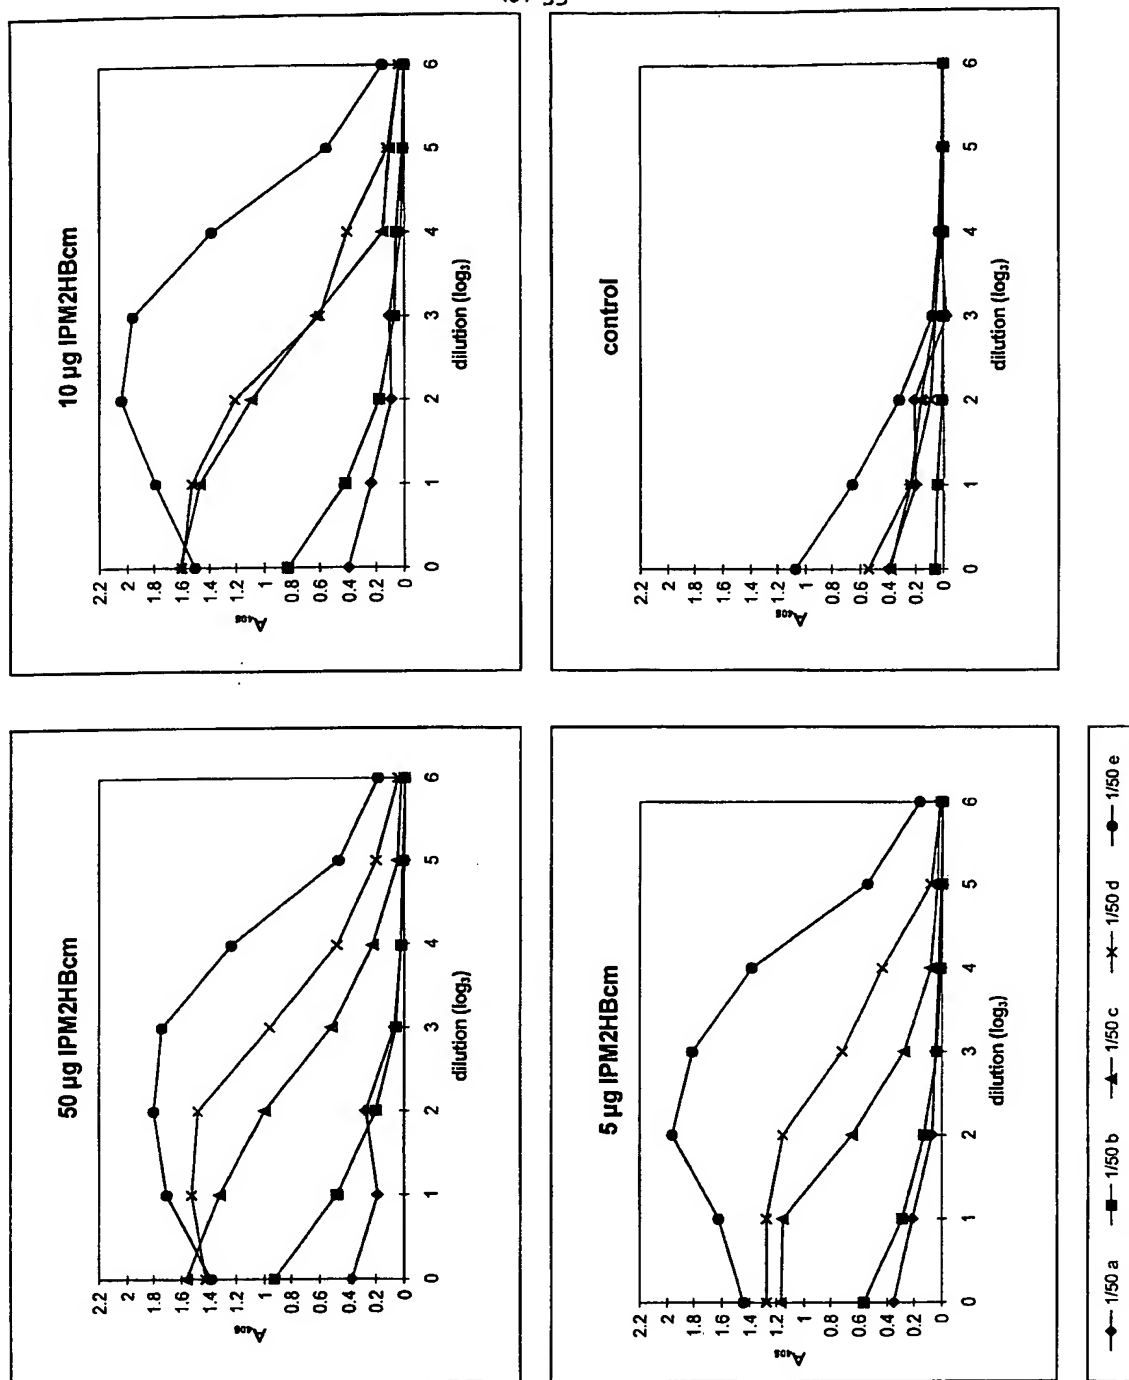 50 µg IPM2HBcm
A₄₀₅
2.2
2
1.8
1.6
1.4
1.2
1
0.8
0.6
0.4
0.2
0
0 1 2 3 4 5 6
dilution (log₃)
10 µg IPM2HBcm
A₄₀₅
2.2
2
1.8
1.6
1.4
1.2
1
0.8
0.6
0.4
0.2
0
0 1 2 3 4 5 6
dilution (log₃)
5 µg IPM2HBcm
A₄₀₅
2.2
2
1.8
1.6
1.4
1.2
1
0.8
0.6
0.4
0.2
0
0 1 2 3 4 5 6
dilution (log₃)
control
A₄₀₅
2.2
2
1.8
1.6
1.4
1.2
1
0.8
0.6
0.4
0.2
0
0 1 2 3 4 5 6
dilution (log₃)
1/50 a 1/50 b 1/50 c 1/50 d 1/50 e